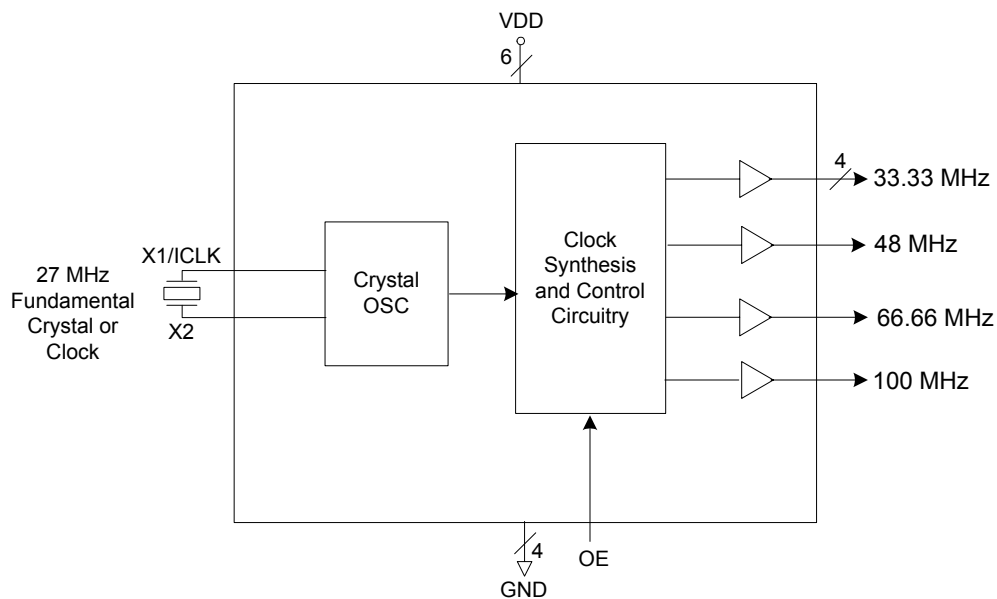 VDD
6
4
33.33 MHz
X1/ICLK
27 MHz
Fundamental
Crystal or
Clock
X2
Crystal
OSC
Clock
Synthesis
and Control
Circuitry
48 MHz
66.66 MHz
100 MHz
4
GND
OE